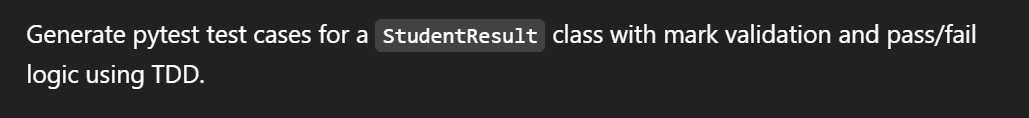 Generate pytest test cases for a StudentResult class with mark validation and pass/fail
logic using TDD.